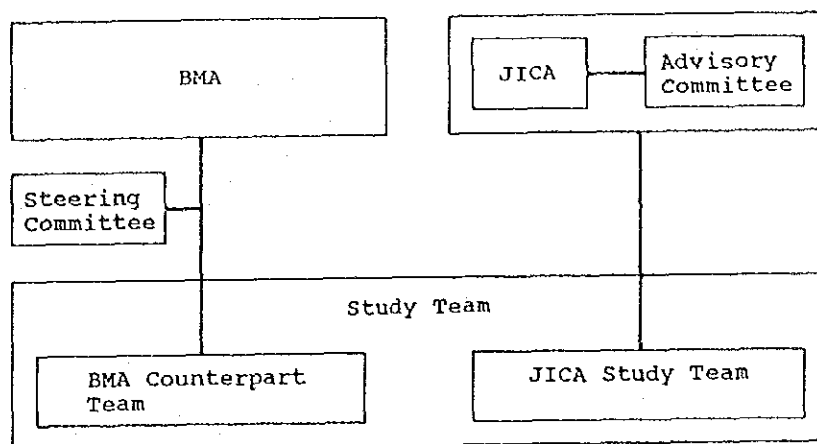 BMA
JICA
Advisory
Committee
Steering
Committee
Study Team
BMA Counterpart
Team
JICA Study Team